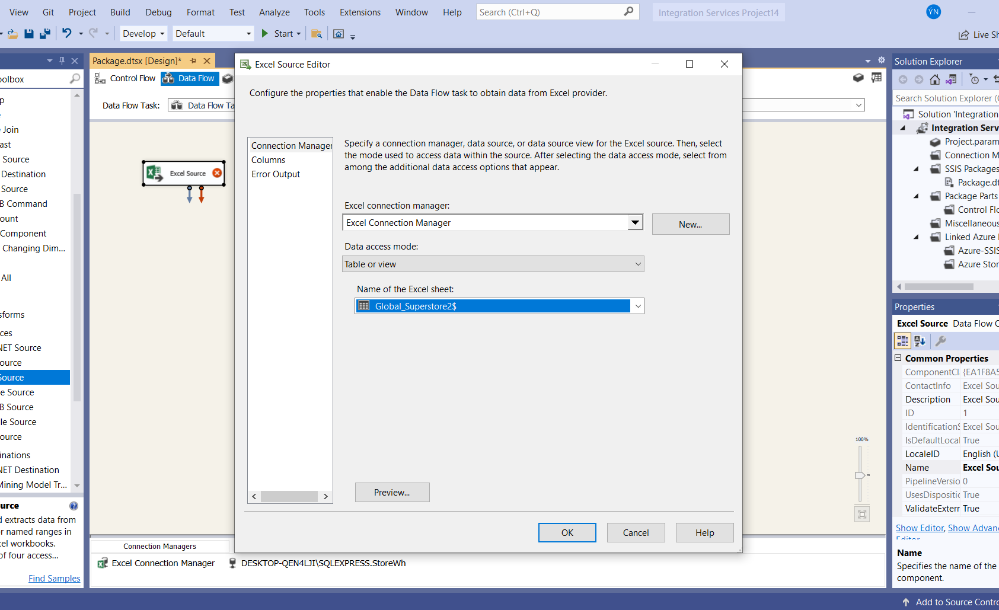 View Git Project Build Debug Format Test Analyze Tools Extensions Window Help Search (Ctrl+Q) Integration Services Project14 YN
Develop Default Start Live Sh
Package.dtsx [Design]*
oolbox
Control Flow Data Flow
Data Flow Task: Data Flow Ta
p
e
Join
ast
Source
Destination
Source
B Command
ount
Component
Changing Dim...
All
sforms
ces
NET Source
ource
Source
e Source
B Source
le Source
ource
inations
NET Destination
Mining Model Tr...
urce
d extracts data from
r named ranges in
cel workbooks.
of four access...
Find Samples
Excel Source
Excel Source Editor
Configure the properties that enable the Data Flow task to obtain data from Excel provider.
Connection Manager
Columns
Error Output
Specify a connection manager, data source, or data source view for the Excel source. Then, select
the mode used to access data within the source. After selecting the data access mode, select from
among the additional data access options that appear.
Excel connection manager:
Excel Connection Manager
New...
Data access mode:
Table or view
Name of the Excel sheet:
Global_Superstore2$
Preview...
OK Cancel Help
100%
Connection Managers
Excel Connection Manager DESKTOP-QEN4LJI\SQLEXPRESS.StoreWh
Solution Explorer
Search Solution Explorer (C
Solution 'Integration
Integration Serv
Project.param
Connection M
SSIS Packages
Package.dt
Package Parts
Control Flo
Miscellaneous
Linked Azure
Azure-SSIS
Azure Stor
Properties
Excel Source Data Flow C
Common Properties
ComponentCl {EA1F8A5
ContactInfo Excel Sou
Description Excel Sou
ID 1
IdentificationS Excel Sou
IsDefaultLocal True
LocaleID English (U
Name Excel Sou
PipelineVersio 0
UsesDispositic True
ValidateExtern True
Show Editor, Show Advan
Editor
Name
Specifies the name of the
component.
Add to Source Contro